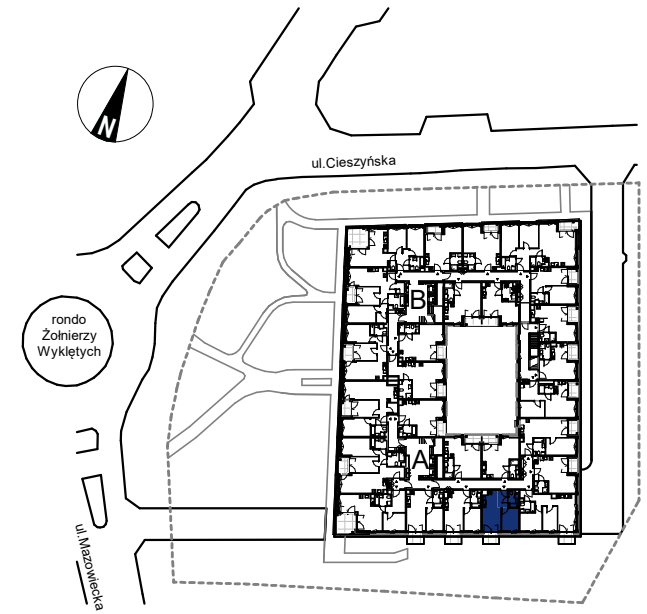 N
ul.Cieszyńska
B
rondo
Żołnierzy
Wyklętych
A
ul.Mazowiecka